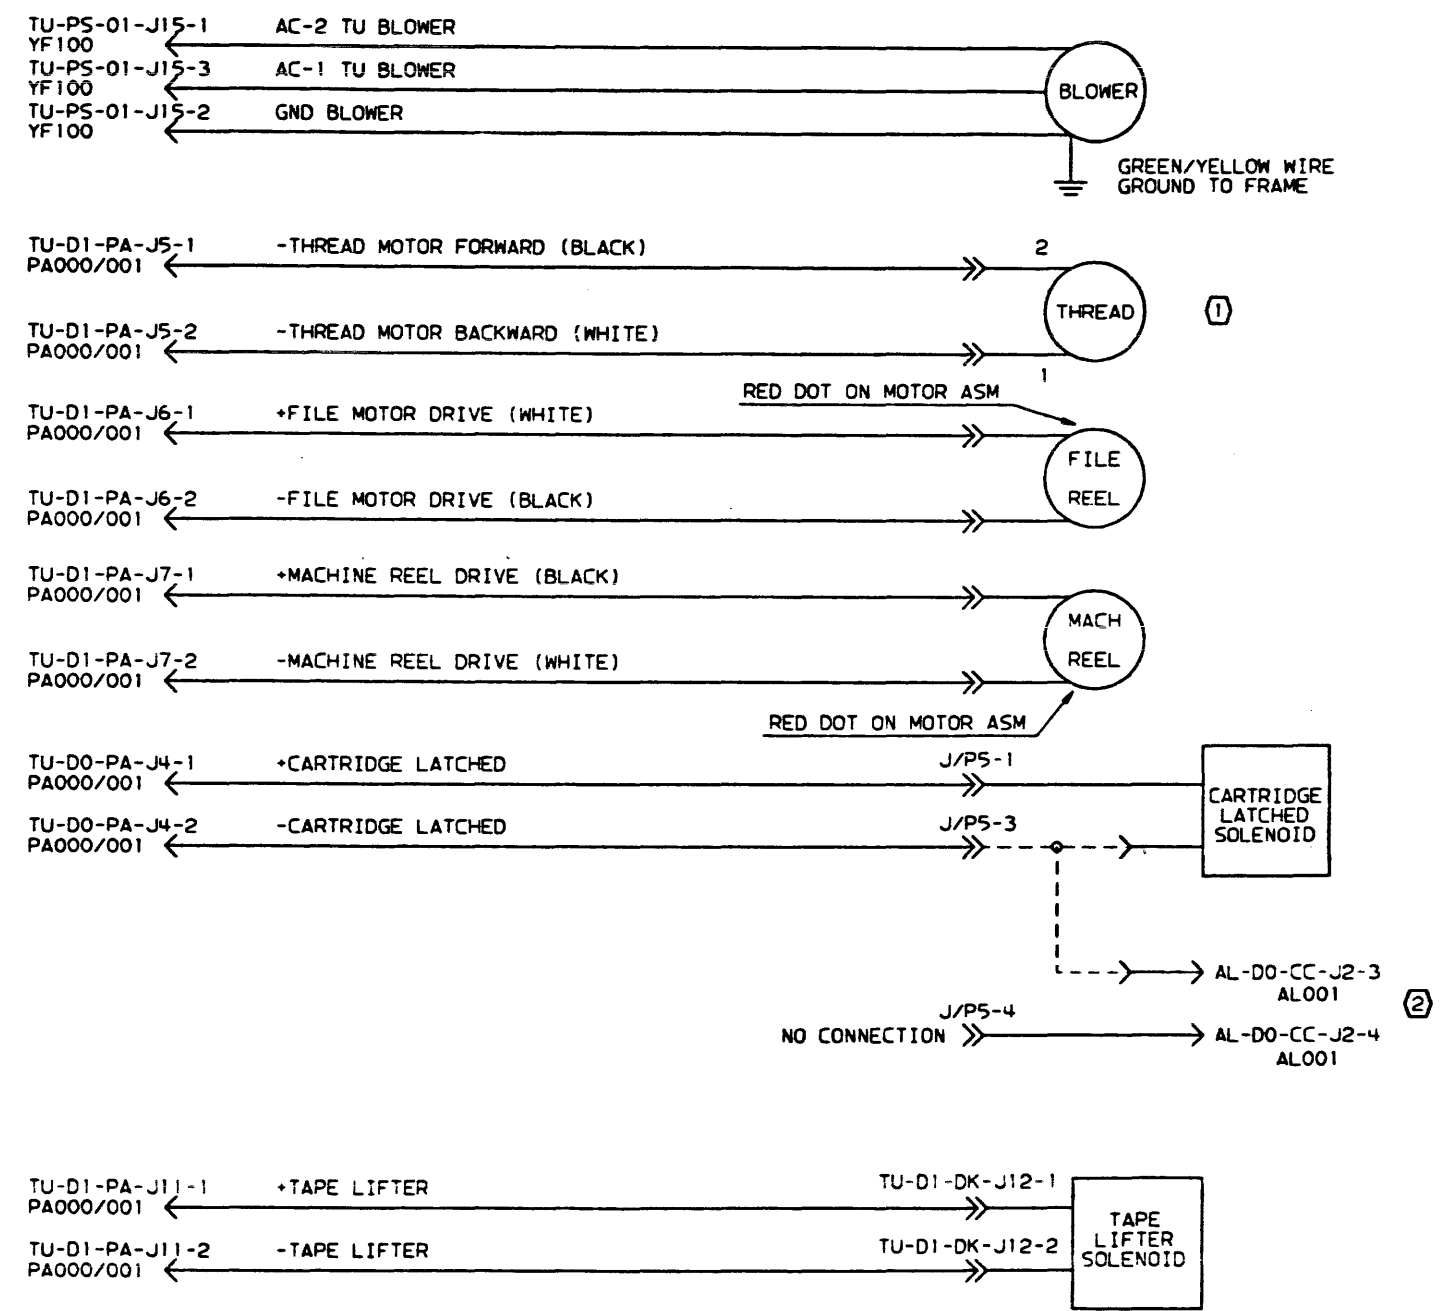 TU-PS-01-J15-1 AC-2 TU BLOWER
YF100
TU-PS-01-J15-3 AC-1 TU BLOWER
YF100
BLOWER
TU-PS-01-J15-2 GND BLOWER
YF100
GREEN/YELLOW WIRE
GROUND TO FRAME
TU-D1-PA-J5-1 -THREAD MOTOR FORWARD (BLACK) 2
PA000/001
THREAD 1
TU-D1-PA-J5-2 -THREAD MOTOR BACKWARD (WHITE)
PA000/001
1
RED DOT ON MOTOR ASM
TU-D1-PA-J6-1 +FILE MOTOR DRIVE (WHITE)
PA000/001
FILE
REEL
TU-D1-PA-J6-2 -FILE MOTOR DRIVE (BLACK)
PA000/001
TU-D1-PA-J7-1 +MACHINE REEL DRIVE (BLACK)
PA000/001
MACH
REEL
TU-D1-PA-J7-2 -MACHINE REEL DRIVE (WHITE)
PA000/001
RED DOT ON MOTOR ASM
TU-D0-PA-J4-1 +CARTRIDGE LATCHED J/P5-1
PA000/001
CARTRIDGE
LATCHED
SOLENOID
TU-D0-PA-J4-2 -CARTRIDGE LATCHED J/P5-3
PA000/001
AL-D0-CC-J2-3
AL001
2
J/P5-4
NO CONNECTION AL-D0-CC-J2-4
AL001
TU-D1-PA-J11-1 +TAPE LIFTER TU-D1-DK-J12-1
PA000/001
TAPE
LIFTER
SOLENOID
TU-D1-PA-J11-2 -TAPE LIFTER TU-D1-DK-J12-2
PA000/001